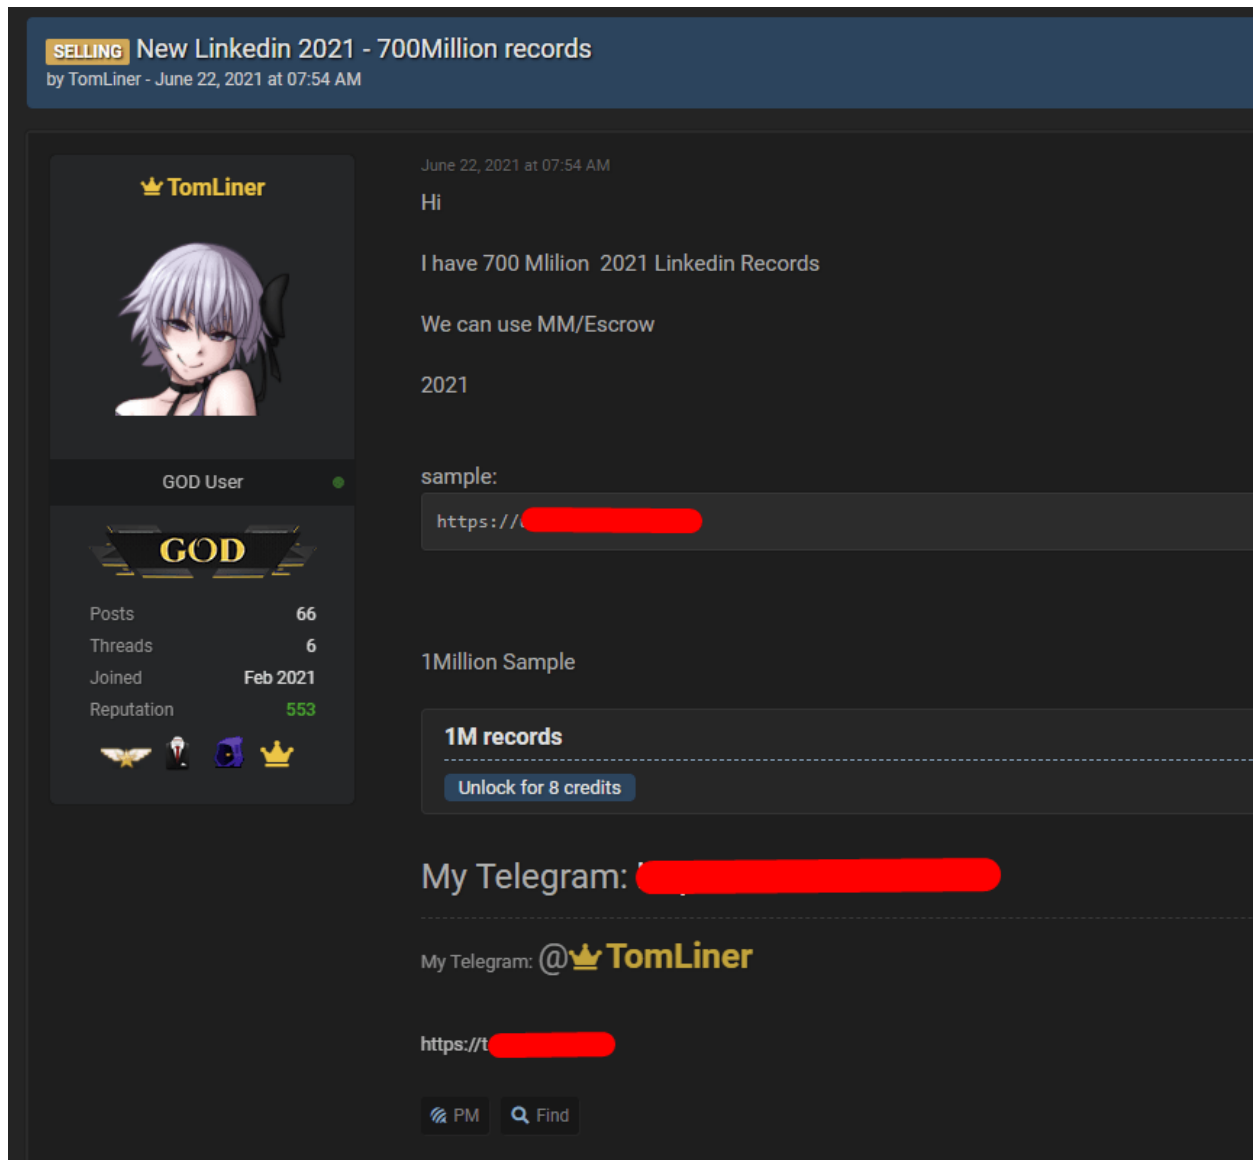 SELLING New Linkedin 2021 - 700Million records
by TomLiner - June 22, 2021 at 07:54 AM
TomLiner
GOD User
GOD
Posts 66
Threads 6
Joined Feb 2021
Reputation 553
June 22, 2021 at 07:54 AM
Hi
I have 700 Mlilion 2021 Linkedin Records
We can use MM/Escrow
2021
sample:
https://
1Million Sample
1M records
Unlock for 8 credits
My Telegram:
My Telegram: @TomLiner
https://t
PM Find